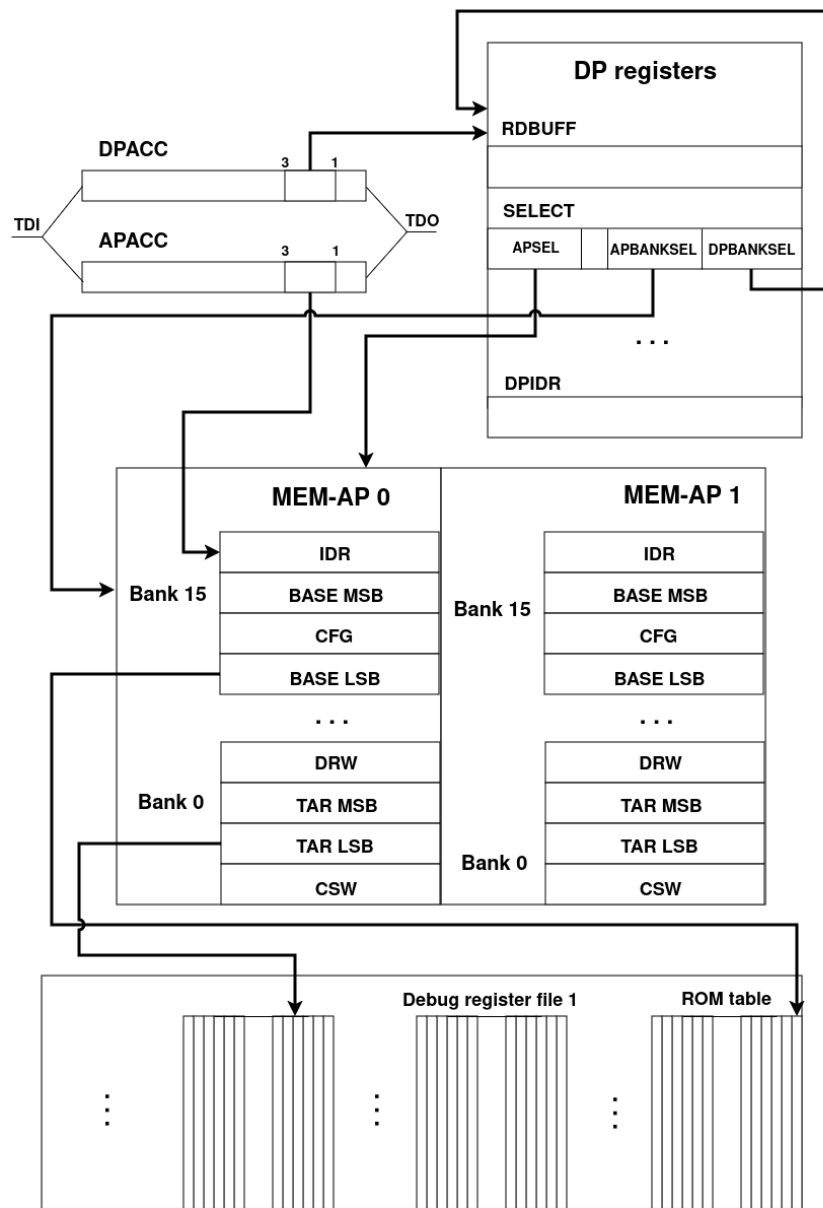 DP registers
RDBUFF
DPACC
3 1
SELECT
TDI
TDO
APACC
3 1
APSEL APBANKSEL DPBANKSEL
. . .
DPIDR
MEM-AP 0 MEM-AP 1
IDR IDR
Bank 15 BASE MSB BASE MSB
Bank 15
CFG CFG
BASE LSB BASE LSB
. . . . . .
DRW DRW
Bank 0 TAR MSB TAR MSB
TAR LSB TAR LSB
Bank 0
CSW CSW
Debug register file 1 ROM table
... ... ...